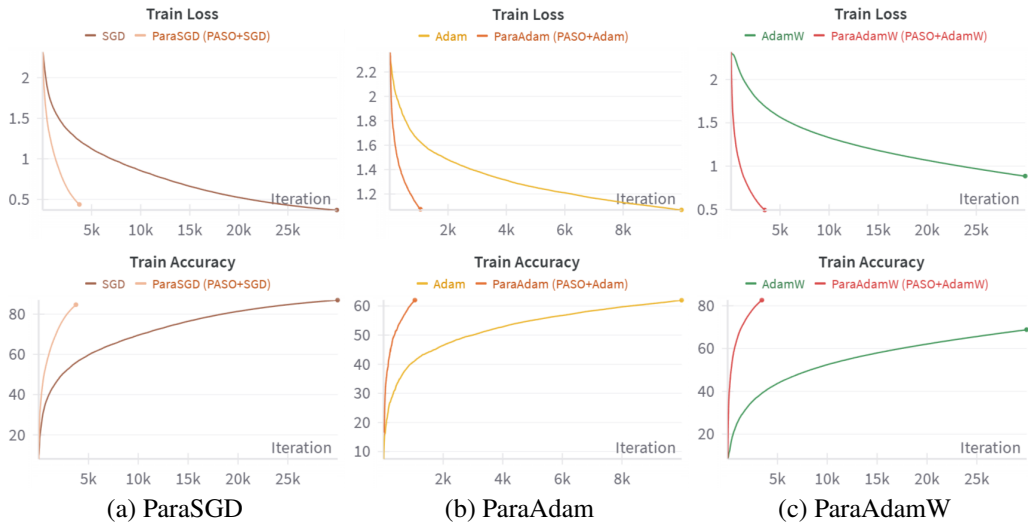 Train Loss
SGD ParaSGD (PASO+SGD)
2
1.5
1
0.5
Iteration
5k 10k 15k 20k 25k
Train Loss
Adam ParaAdam (PASO+Adam)
2.2
2
1.8
1.6
1.4
1.2
Iteration
2k 4k 6k 8k
Train Loss
AdamW ParaAdamW (PASO+AdamW)
2
1.5
1
0.5
Iteration
5k 10k 15k 20k 25k
Train Accuracy
SGD ParaSGD (PASO+SGD)
80
60
40
20
Iteration
5k 10k 15k 20k 25k
Train Accuracy
Adam ParaAdam (PASO+Adam)
60
50
40
30
20
10
Iteration
2k 4k 6k 8k
Train Accuracy
AdamW ParaAdamW (PASO+AdamW)
80
60
40
20
Iteration
5k 10k 15k 20k 25k
(a) ParaSGD
(b) ParaAdam
(c) ParaAdamW